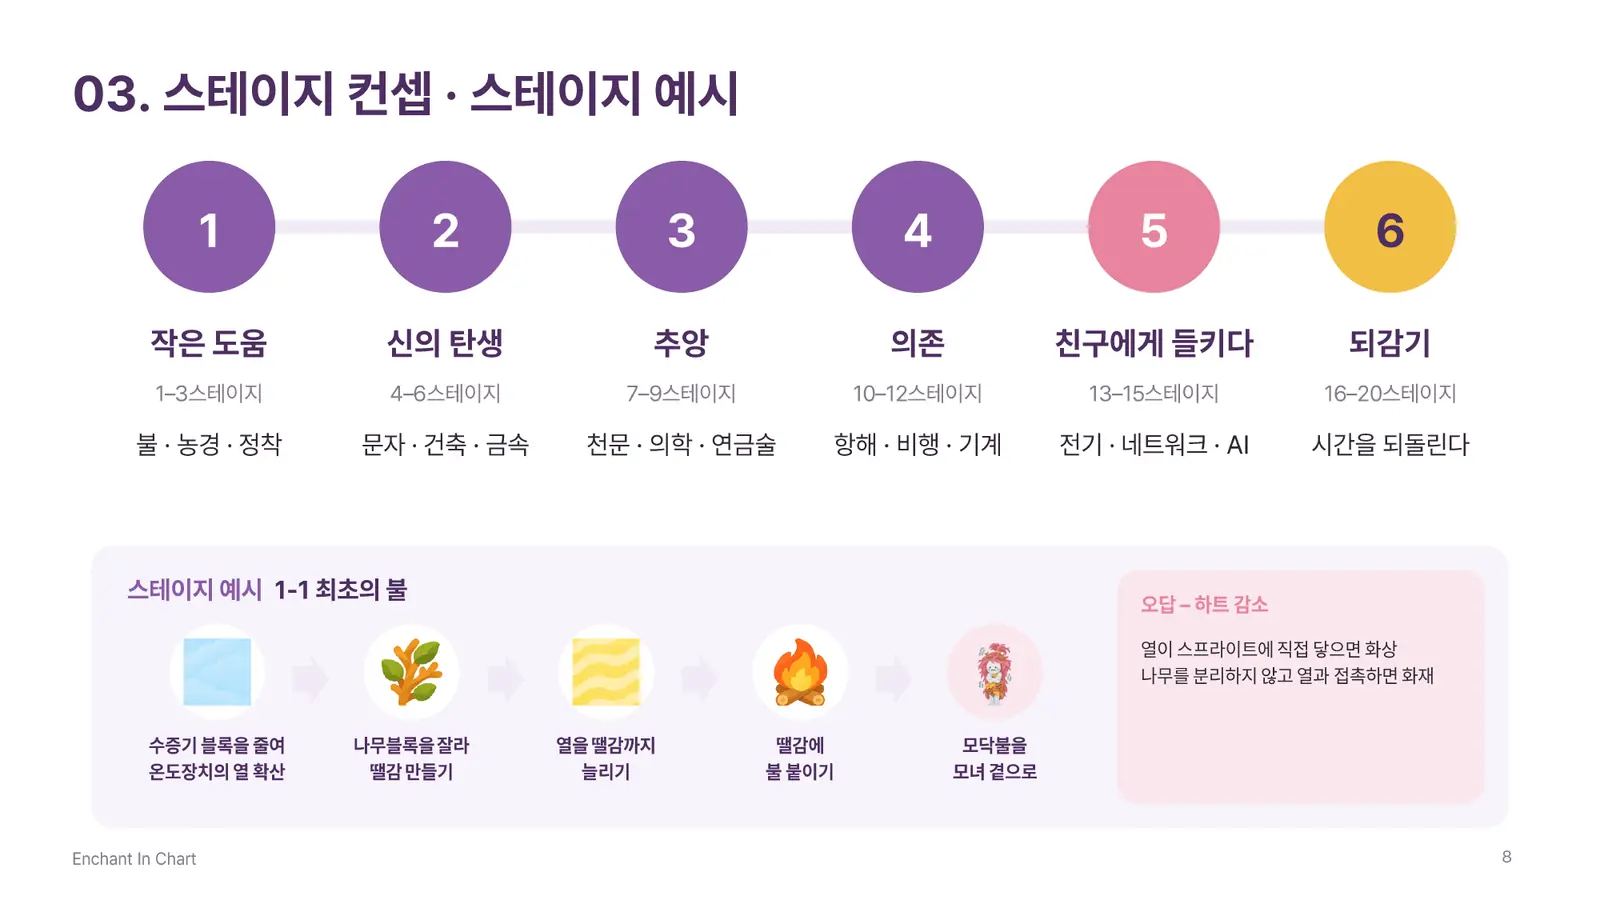 03. 스테이지 컨셉 · 스테이지 예시
1
2
3
4
5
6
작은 도움
신의 탄생
추앙
의존
친구에게 들키다
되감기
1–3스테이지
4–6스테이지
7–9스테이지
10–12스테이지
13–15스테이지
16–20스테이지
불 · 농경 · 정착
문자 · 건축 · 금속
천문 · 의학 · 연금술
항해 · 비행 · 기계
전기 · 네트워크 · AI
시간을 되돌린다
스테이지 예시 1-1 최초의 불
수증기 블록을 줄여
온도장치의 열 확산
나무블록을 잘라
땔감 만들기
열을 땔감까지
늘리기
땔감에
불 붙이기
모닥불을
모녀 곁으로
오답 – 하트 감소
열이 스프라이트에 직접 닿으면 화상
나무를 분리하지 않고 열과 접촉하면 화재
Enchant In Chart
8